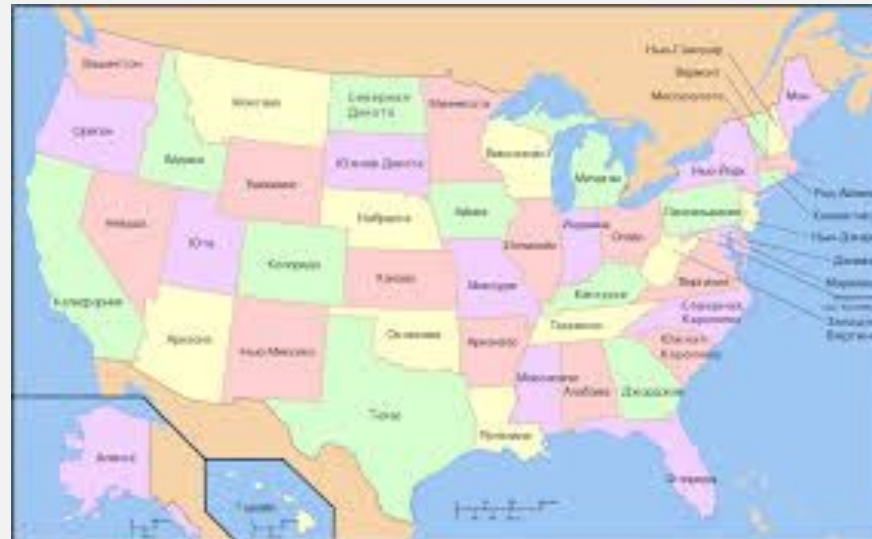 Нью-Гэмпшир
Вашингтон
Вермонт
Массачусетс
Мэн
Монтана
Северная
Дакота
Миннесота
Орегон
Айдахо
Висконсин
Южная Дакота
Мичиган
Нью-Йорк
Вайоминг
Небраска
Айова
Пенсильвания
Невада
Юта
Колорадо
Иллинойс
Индиана
Огайо
Канзас
Миссури
Калифорния
Кентукки
Вирджиния
Северная
Каролина
Теннесси
Аризона
Нью-Мексико
Оклахома
Арканзас
Южная
Каролина
Миссисипи
Алабама
Джорджия
Техас
Луизиана
Аляска
Флорида
Гавайи